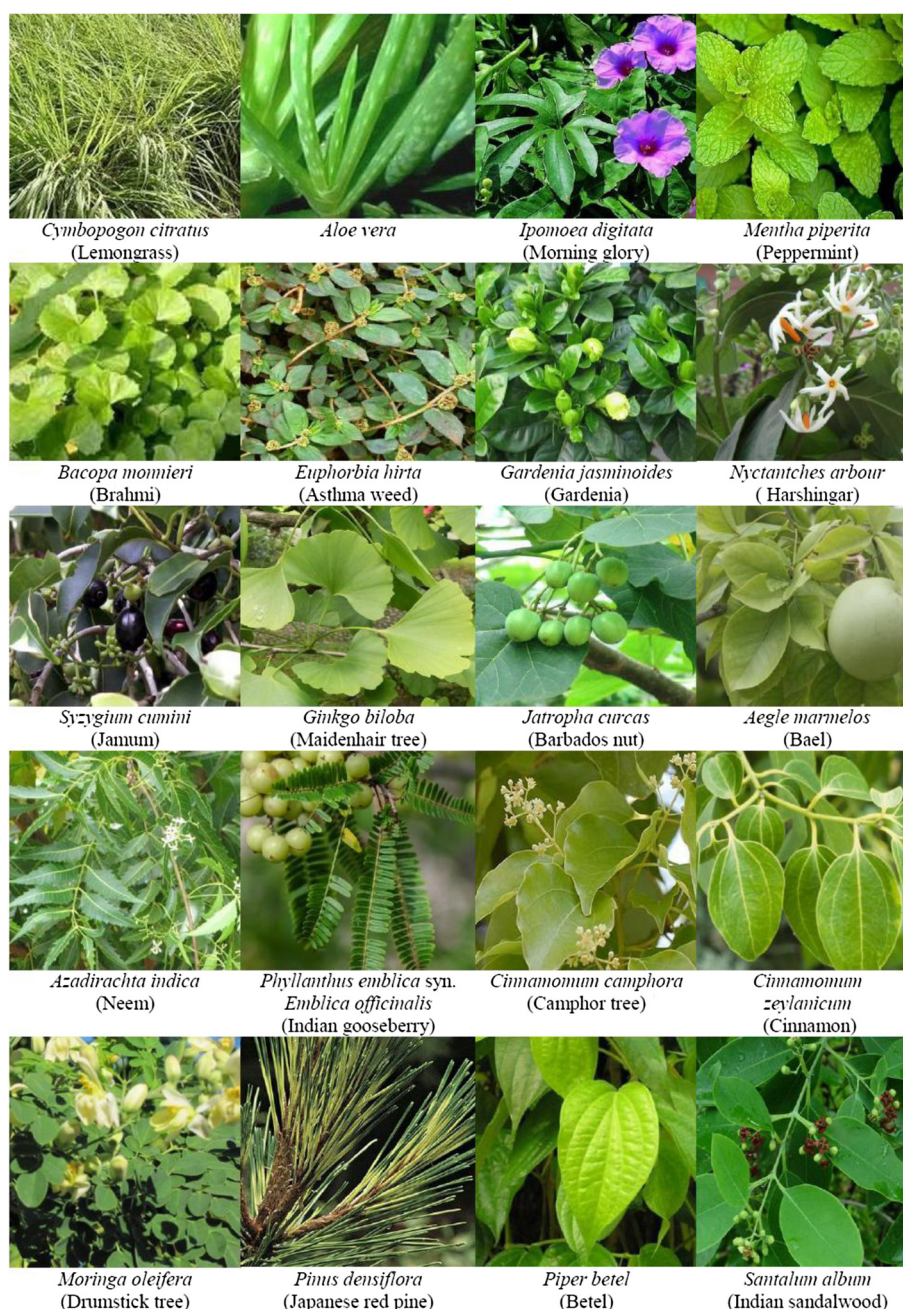 Cymbopogon citratus
(Lemongrass)
Aloe vera
Ipomoea digitata
(Morning glory)
Mentha piperita
(Peppermint)
Bacopa monnieri
(Brahmi)
Euphorbia hirta
(Asthma weed)
Gardenia jasminoides
(Gardenia)
Nyctantches arbour
( Harshingar)
Syzygium cumini
(Jamum)
Ginkgo biloba
(Maidenhair tree)
Jatropha curcas
(Barbados nut)
Aegle marmelos
(Bael)
Azadirachta indica
(Neem)
Phyllanthus emblica syn.
Emblica officinalis
(Indian gooseberry)
Cinnamomum camphora
(Camphor tree)
Cinnamomum
zeylanicum
(Cinnamon)
Moringa oleifera
(Drumstick tree)
Pinus densiflora
(Japanese red pine)
Piper betel
(Betel)
Santalum album
(Indian sandalwood)